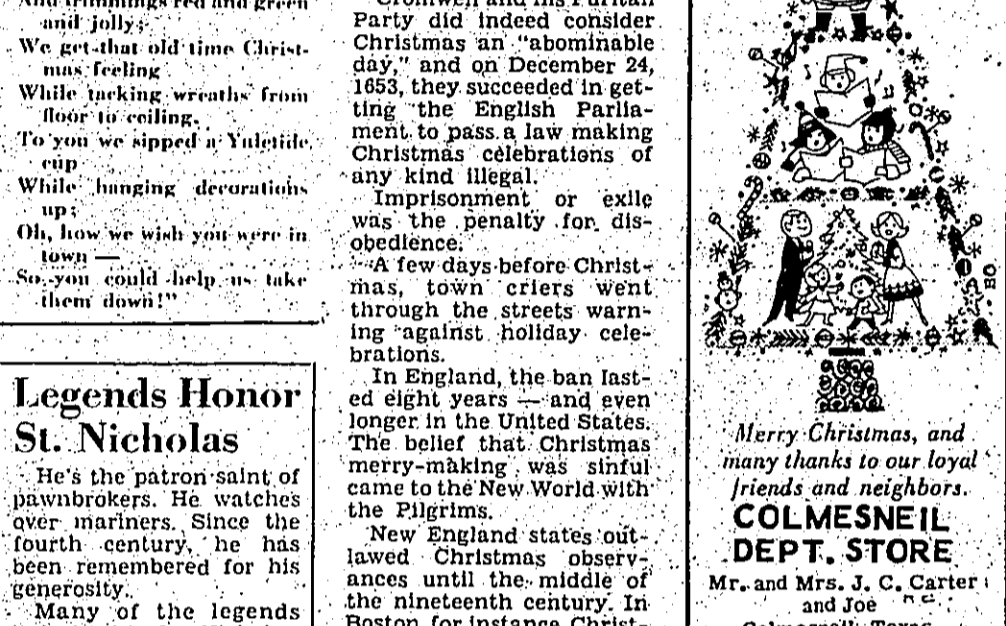 And trimmings red and green
and jolly;
We get that old time Christ-
mas feeling
While tacking wreaths from
floor to ceiling.
To you we sipped a Yuletide
cup
While hanging decorations
up;
Oh, how we wish you were in
town —
So you could help us take
them down!"
Legends Honor
St. Nicholas
He's the patron saint of
pawnbrokers. He watches
over mariners. Since the
fourth century, he has
been remembered for his
generosity.
Many of the legends
Cromwell and his Puritan
Party did indeed consider
Christmas an "abominable
day," and on December 24,
1653, they succeeded in get-
ting the English Parlia-
ment to pass a law making
Christmas celebrations of
any kind illegal.
Imprisonment or exile
was the penalty for dis-
obedience.
A few days before Christ-
mas, town criers went
through the streets warn-
ing against holiday cele-
brations.
In England, the ban last-
ed eight years — and even
longer in the United States.
The belief that Christmas
merry-making was sinful
came to the New World with
the Pilgrims.
New England states out-
lawed Christmas observ-
ances until the middle of
the nineteenth century. In
Boston, for instance Christ-
BO
Merry Christmas, and
many thanks to our loyal
friends and neighbors.
COLMESNEIL
DEPT. STORE
Mr. and Mrs. J. C. Carter
and Joe
Colmesneil, Texas